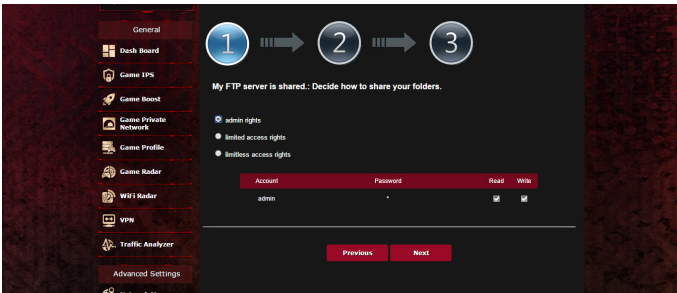 General
Dash Board
Game IPS
Game Boost
Game Private
Network
Game Profile
Game Radar
WiFi Radar
VPN
Traffic Analyzer
Advanced Settings
1
2
3
My FTP server is shared.: Decide how to share your folders.
admin rights
limited access rights
limitless access rights
Account Password Read Write
admin *
Previous Next